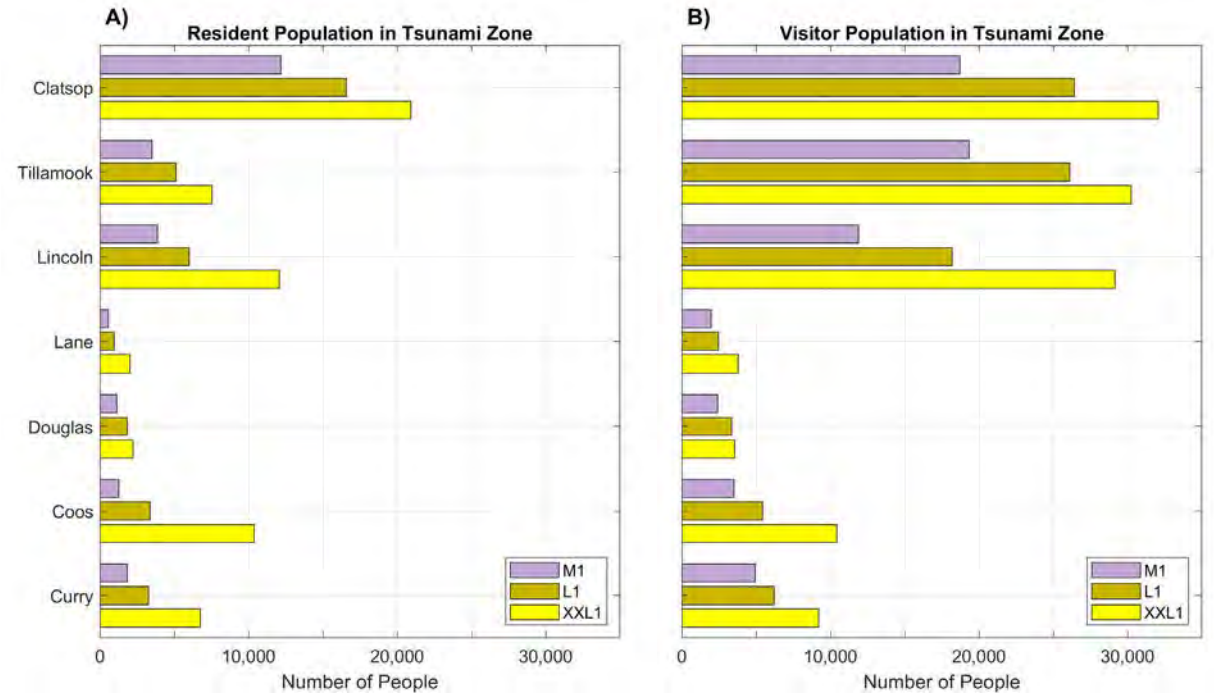 A)
Resident Population in Tsunami Zone
Clatsop
Tillamook
Lincoln
Lane
Douglas
Coos
Curry
M1
L1
XXL1
0 10,000 20,000 30,000
Number of People
B)
Visitor Population in Tsunami Zone
M1
L1
XXL1
0 10,000 20,000 30,000
Number of People